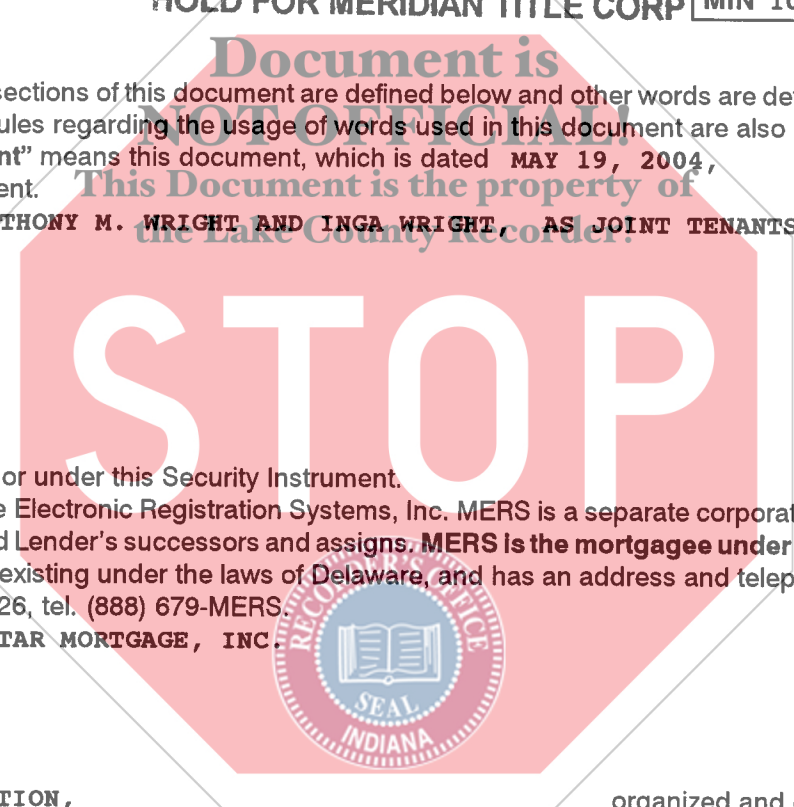 HOLD FOR MERIDIAN TITLE CORP MIN 10
Document is
sections of this document are defined below and other words are de
NOT OFFICIAL!
ules regarding the usage of words used in this document are also
nt” means this document, which is dated MAY 19, 2004,
ent.
This Document is the property of
THONY M. WRIGHT AND INGA WRIGHT, AS JOINT TENANTS
the Lake County Recorder!
STOP
or under this Security Instrument.
e Electronic Registration Systems, Inc. MERS is a separate corporat
d Lender's successors and assigns. MERS is the mortgagee under
existing under the laws of Delaware, and has an address and telep
26, tel. (888) 679-MERS.
TAR MORTGAGE, INC.
RECORDER'S OFFICE
SEAL
INDIANA
TION,
organized and